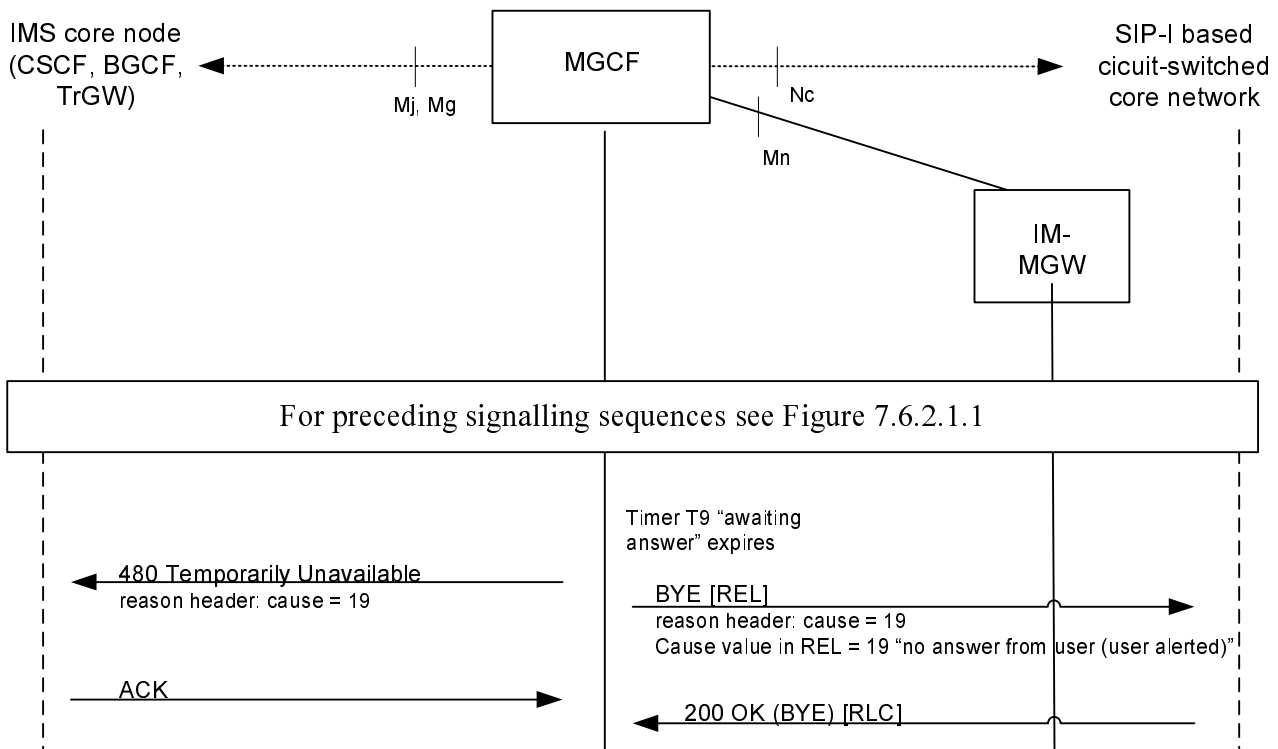 IMS core node
(CSCF, BGCF,
TrGW)
MGCF
SIP-I based
cicuit-switched
core network
Mj, Mg
Nc
Mn
IM-
MGW
For preceding signalling sequences see Figure 7.6.2.1.1
Timer T9 “awaiting
answer” expires
480 Temporarily Unavailable
reason header: cause = 19
BYE [REL]
reason header: cause = 19
Cause value in REL = 19 “no answer from user (user alerted)”
ACK
200 OK (BYE) [RLC]